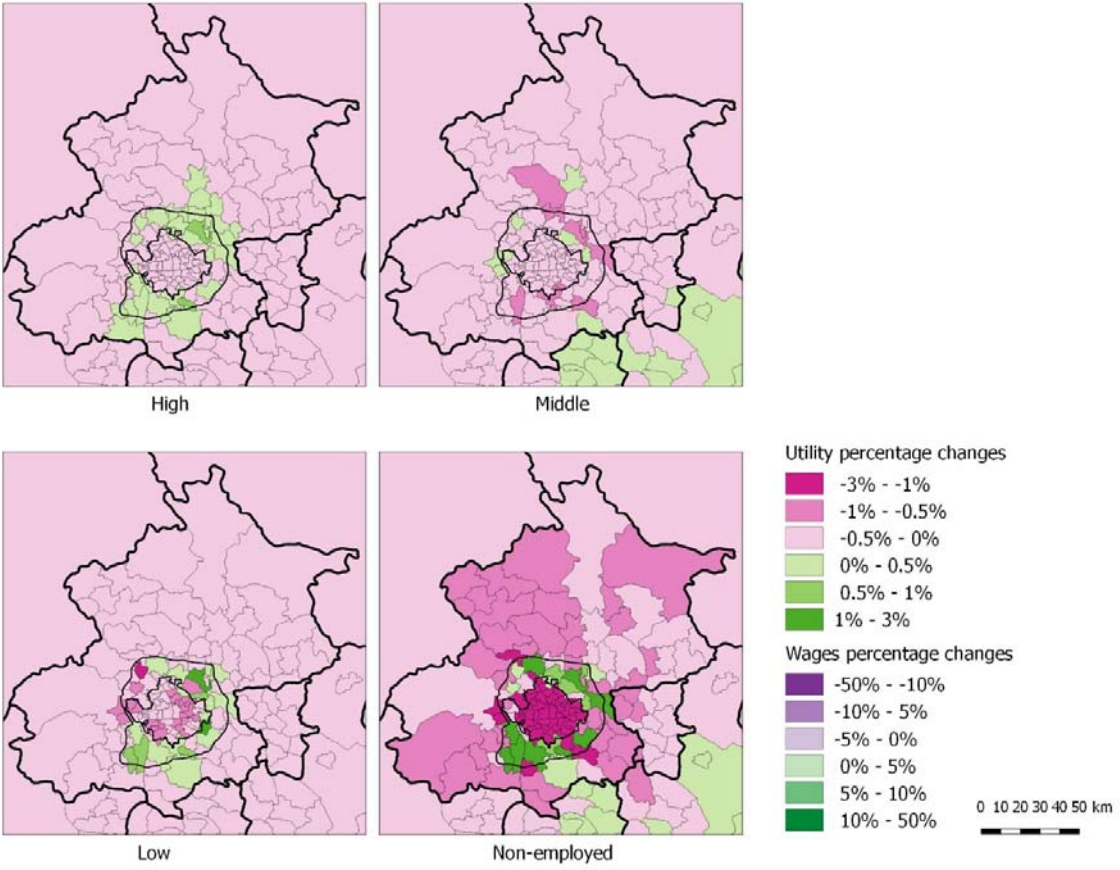 High
Middle
Low
Non-employed
Utility percentage changes
-3% - -1%
-1% - -0.5%
-0.5% - 0%
0% - 0.5%
0.5% - 1%
1% - 3%
Wages percentage changes
-50% - -10%
-10% - 5%
-5% - 0%
0% - 5%
5% - 10%
10% - 50%
0 10 20 30 40 50 km